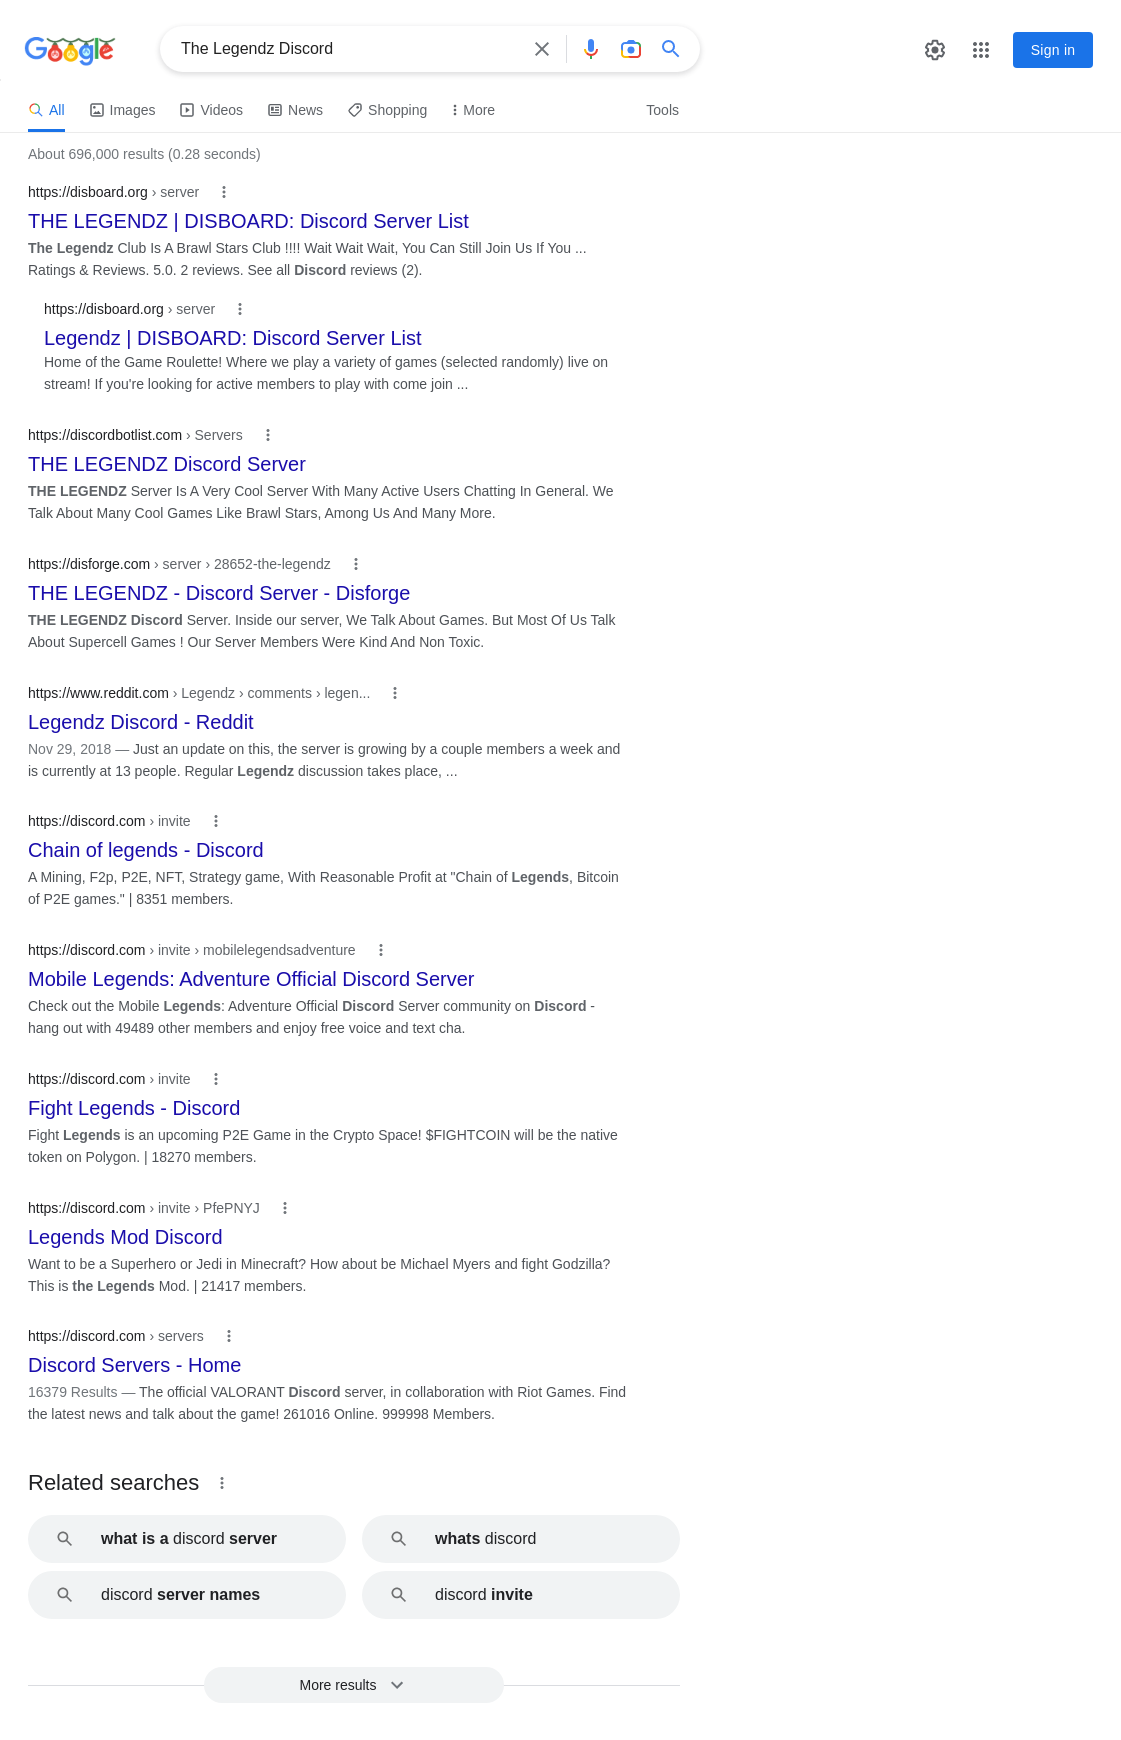 Google
The Legendz Discord
Sign in
All Images Videos News Shopping More Tools
About 696,000 results (0.28 seconds)
https://disboard.org › server
THE LEGENDZ | DISBOARD: Discord Server List
The Legendz Club Is A Brawl Stars Club !!!! Wait Wait Wait, You Can Still Join Us If You ...
Ratings & Reviews. 5.0. 2 reviews. See all Discord reviews (2).
https://disboard.org › server
Legendz | DISBOARD: Discord Server List
Home of the Game Roulette! Where we play a variety of games (selected randomly) live on
stream! If you're looking for active members to play with come join ...
https://discordbotlist.com › Servers
THE LEGENDZ Discord Server
THE LEGENDZ Server Is A Very Cool Server With Many Active Users Chatting In General. We
Talk About Many Cool Games Like Brawl Stars, Among Us And Many More.
https://disforge.com › server › 28652-the-legendz
THE LEGENDZ - Discord Server - Disforge
THE LEGENDZ Discord Server. Inside our server, We Talk About Games. But Most Of Us Talk
About Supercell Games ! Our Server Members Were Kind And Non Toxic.
https://www.reddit.com › Legendz › comments › legen...
Legendz Discord - Reddit
Nov 29, 2018 — Just an update on this, the server is growing by a couple members a week and
is currently at 13 people. Regular Legendz discussion takes place, ...
https://discord.com › invite
Chain of legends - Discord
A Mining, F2p, P2E, NFT, Strategy game, With Reasonable Profit at "Chain of Legends, Bitcoin
of P2E games." | 8351 members.
https://discord.com › invite › mobilelegendsadventure
Mobile Legends: Adventure Official Discord Server
Check out the Mobile Legends: Adventure Official Discord Server community on Discord -
hang out with 49489 other members and enjoy free voice and text cha.
https://discord.com › invite
Fight Legends - Discord
Fight Legends is an upcoming P2E Game in the Crypto Space! $FIGHTCOIN will be the native
token on Polygon. | 18270 members.
https://discord.com › invite › PfePNYJ
Legends Mod Discord
Want to be a Superhero or Jedi in Minecraft? How about be Michael Myers and fight Godzilla?
This is the Legends Mod. | 21417 members.
https://discord.com › servers
Discord Servers - Home
16379 Results — The official VALORANT Discord server, in collaboration with Riot Games. Find
the latest news and talk about the game! 261016 Online. 999998 Members.
Related searches
what is a discord server
whats discord
discord server names
discord invite
More results